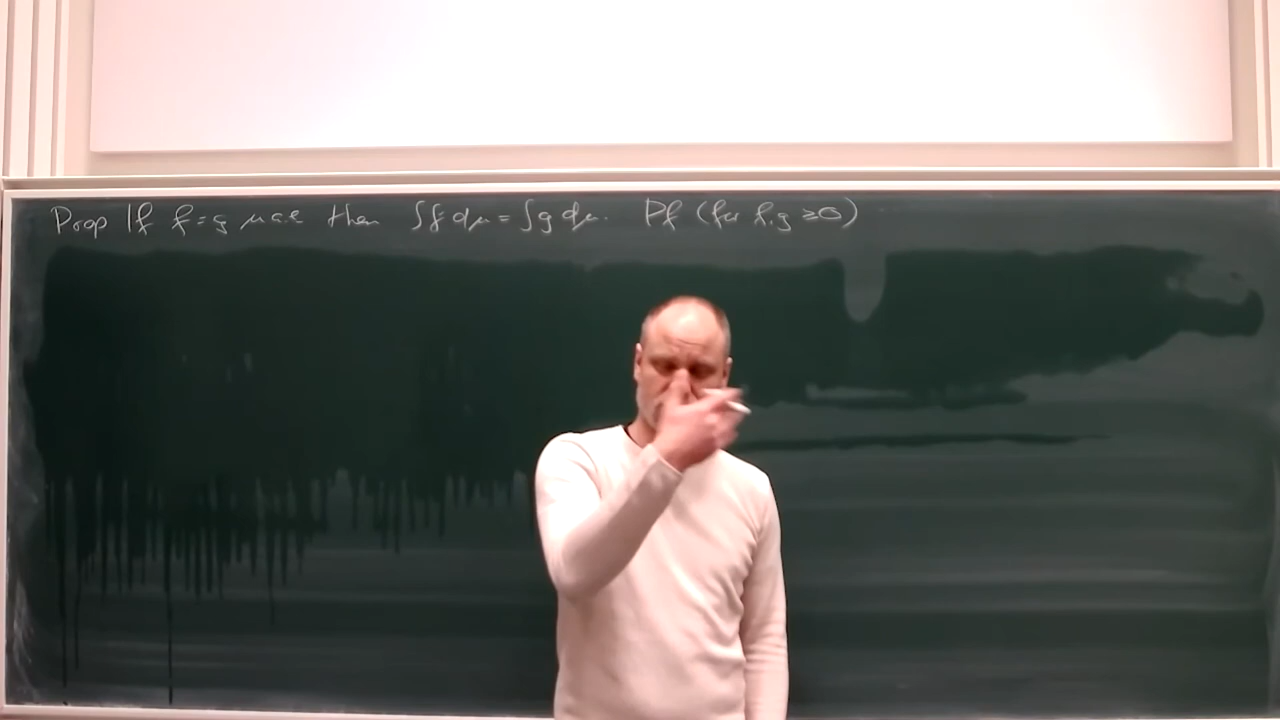 Prop If f=g μ a.e then ∫f dμ = ∫g dμ. Pf (for f,g ≥0)